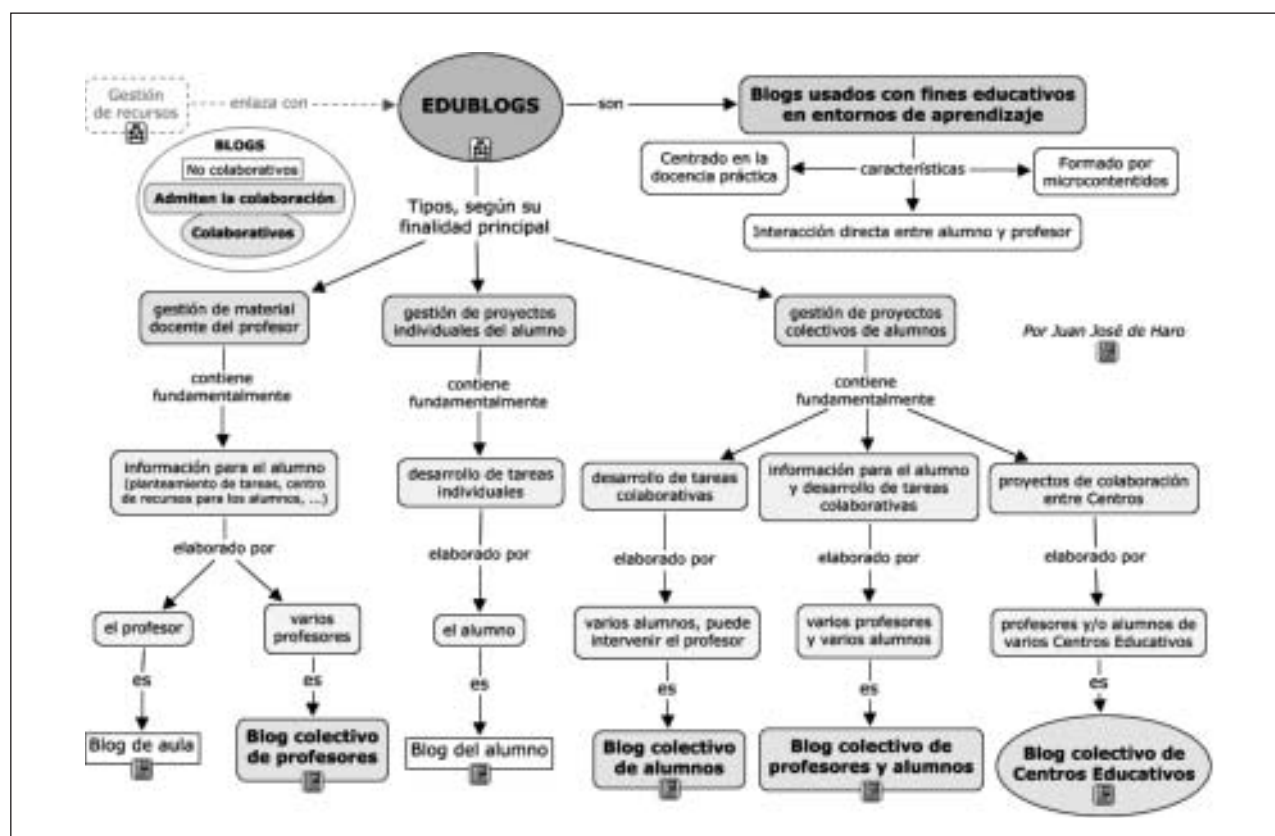 Gestión
de recursos
enlaza con
EDUBLOGS
son
Blogs usados con fines educativos
en entornos de aprendizaje
BLOGS
No colaborativos
Admiten la colaboración
Colaborativos
Centrado en la
docencia práctica
características
Formado por
microcontenidos
Interacción directa entre alumno y profesor
Tipos, según su
finalidad principal
gestión de material
docente del profesor
gestión de proyectos
individuales del alumno
gestión de proyectos
colectivos de alumnos
Por Juan José de Haro
contiene
fundamentalmente
contiene
fundamentalmente
contiene
fundamentalmente
información para el alumno
(planteamiento de tareas, centro
de recursos para los alumnos, ...)
desarrollo de tareas
individuales
desarrollo de tareas
colaborativas
información para el alumno
y desarrollo de tareas
colaborativas
proyectos de colaboración
entre Centros
elaborado por
elaborado por
elaborado por
elaborado por
elaborado por
el profesor
varios
profesores
el alumno
varios alumnos, puede
intervenir el profesor
varios profesores
y varios alumnos
profesores y/o alumnos de
varios Centros Educativos
es
es
es
es
es
es
Blog de aula
Blog colectivo
de profesores
Blog del alumno
Blog colectivo
de alumnos
Blog colectivo de
profesores y alumnos
Blog colectivo de
Centros Educativos